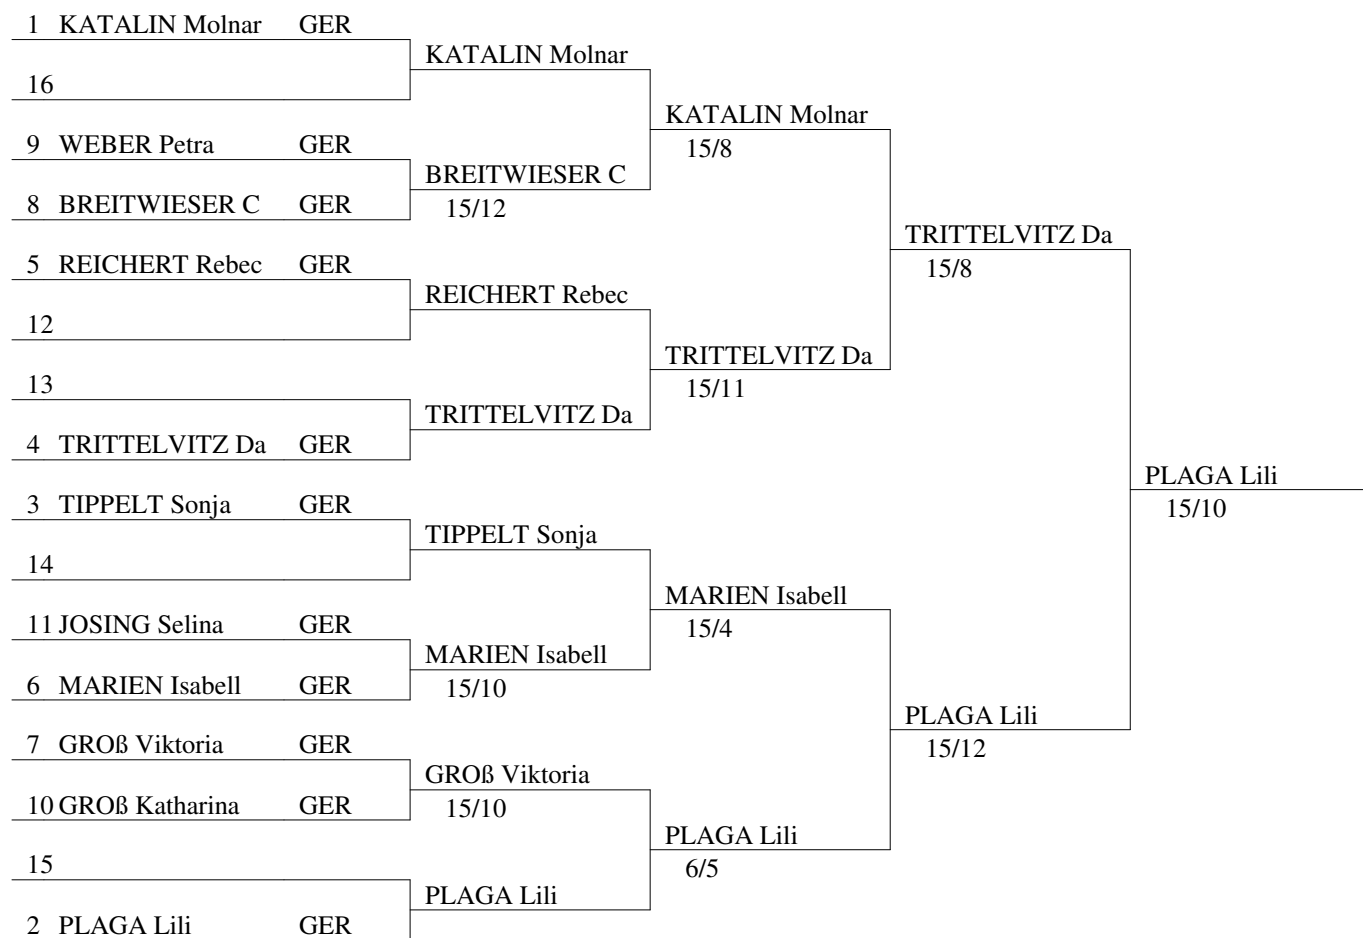 1 KATALIN Molnar GER
KATALIN Molnar
16
KATALIN Molnar
15/8
9 WEBER Petra GER
BREITWIESER C
15/12
8 BREITWIESER C GER
TRITTELVITZ Da
15/8
5 REICHERT Rebec GER
REICHERT Rebec
12
TRITTELVITZ Da
15/11
13
TRITTELVITZ Da
4 TRITTELVITZ Da GER
PLAGA Lili
15/10
3 TIPPELT Sonja GER
TIPPELT Sonja
14
MARIEN Isabell
15/4
11 JOSING Selina GER
MARIEN Isabell
15/10
6 MARIEN Isabell GER
PLAGA Lili
15/12
7 GROß Viktoria GER
GROß Viktoria
15/10
10 GROß Katharina GER
PLAGA Lili
6/5
15
PLAGA Lili
2 PLAGA Lili GER